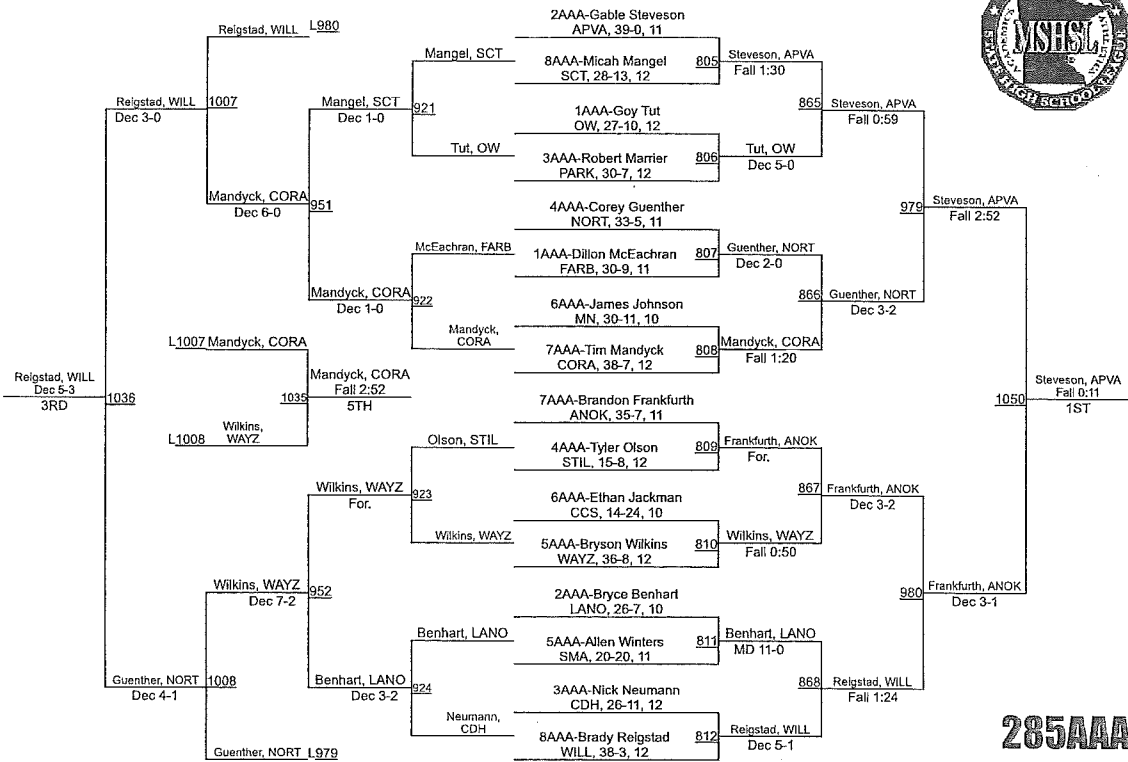 2AAA-Gable Steveson
APVA, 39-0, 11
8AAA-Micah Mangel
SCT, 28-13, 12
1AAA-Goy Tut
OW, 27-10, 12
3AAA-Robert Marrier
PARK, 30-7, 12
4AAA-Corey Guenther
NORT, 33-5, 11
1AAA-Dillon McEachran
FARB, 30-9, 11
6AAA-James Johnson
MN, 30-11, 10
7AAA-Tim Mandyck
CORA, 38-7, 12
7AAA-Brandon Frankfurth
ANOK, 35-7, 11
4AAA-Tyler Olson
STIL, 15-8, 12
6AAA-Ethan Jackman
CCS, 14-24, 10
5AAA-Bryson Wilkins
WAYZ, 36-8, 12
2AAA-Bryce Benhart
LANO, 26-7, 10
5AAA-Allen Winters
SMA, 20-20, 11
3AAA-Nick Neumann
CDH, 26-11, 12
8AAA-Brady Reigstad
WILL, 38-3, 12
805
Steveson, APVA
Fall 1:30
806
Tut, OW
Dec 5-0
807
Guenther, NORT
Dec 2-0
808
Mandyck, CORA
Fall 1:20
809
Frankfurth, ANOK
For.
810
Wilkins, WAYZ
Fall 0:50
811
Benhart, LANO
MD 11-0
812
Reigstad, WILL
Dec 5-1
865
Steveson, APVA
Fall 0:59
866
Guenther, NORT
Dec 3-2
867
Frankfurth, ANOK
Dec 3-2
868
Reigstad, WILL
Fall 1:24
979
Steveson, APVA
Fall 2:52
980
Frankfurth, ANOK
Dec 3-1
1050
Steveson, APVA
Fall 0:11
1ST
Mangel, SCT
Tut, OW
McEachran, FARB
Mandyck,
CORA
Olson, STIL
Wilkins, WAYZ
Benhart, LANO
Neumann,
CDH
Mangel, SCT
Dec 1-0
921
Mandyck, CORA
Dec 1-0
922
Wilkins, WAYZ
For.
923
Benhart, LANO
Dec 3-2
924
Reigstad, WILL
L980
Mandyck, CORA
Dec 6-0
951
Wilkins, WAYZ
Dec 7-2
952
Guenther, NORT
L979
Reigstad, WILL
Dec 3-0
1007
Guenther, NORT
Dec 4-1
1008
L1007
Mandyck, CORA
L1008
Wilkins,
WAYZ
1035
Mandyck, CORA
Fall 2:52
5TH
Reigstad, WILL
Dec 5-3
3RD
1036
MSHSL
STATE HIGH SCHOOL LEAGUE
285AAA